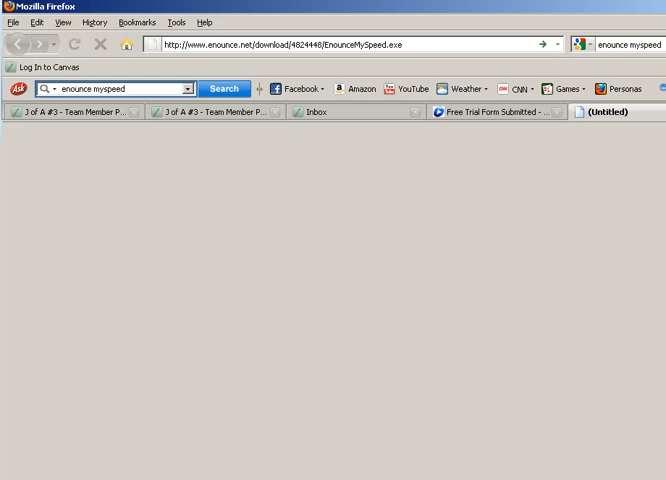 Mozilla Firefox
File Edit View History Bookmarks Tools Help
http://www.enounce.net/download/4824448/EnounceMySpeed.exe enounce myspeed
Log In to Canvas
Ask enounce myspeed Search Facebook Amazon YouTube Weather CNN CNN Games Personas
J of A #3 - Team Member P... J of A #3 - Team Member P... Inbox Free Trial Form Submitted - ... (Untitled)